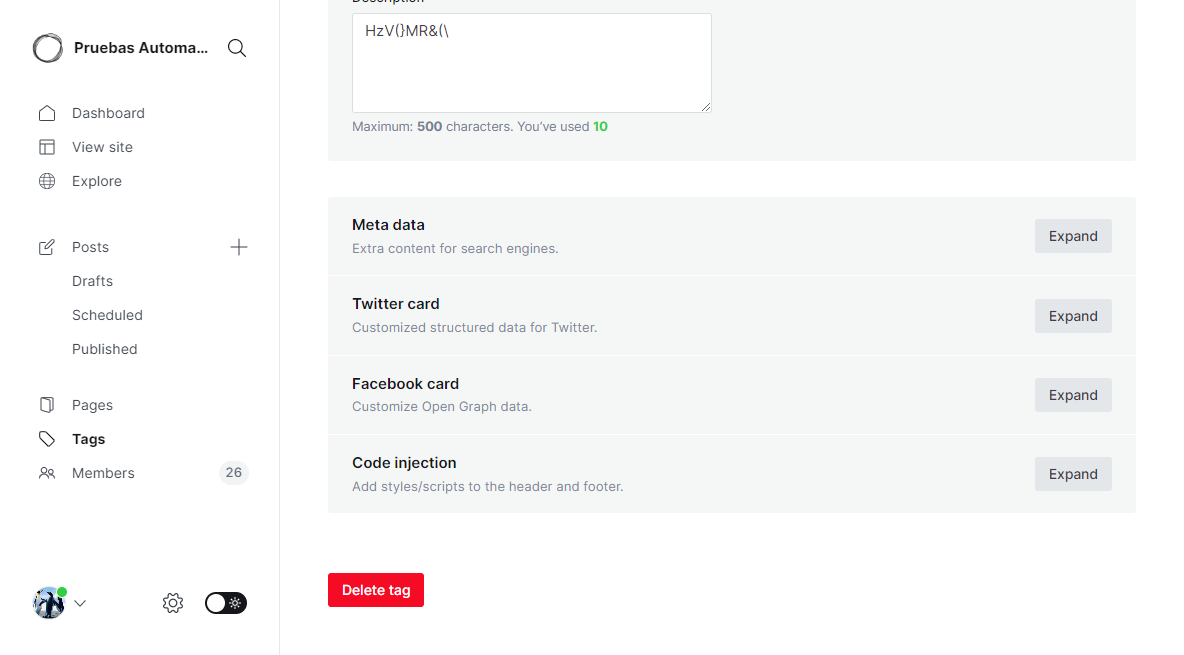 Pruebas Automa...
Dashboard
View site
Explore
Posts
Drafts
Scheduled
Published
Pages
Tags
Members 26
HzV(}MR&(\
Maximum: 500 characters. You’ve used 10
Meta data
Extra content for search engines.
Expand
Twitter card
Customized structured data for Twitter.
Expand
Facebook card
Customize Open Graph data.
Expand
Code injection
Add styles/scripts to the header and footer.
Expand
Delete tag